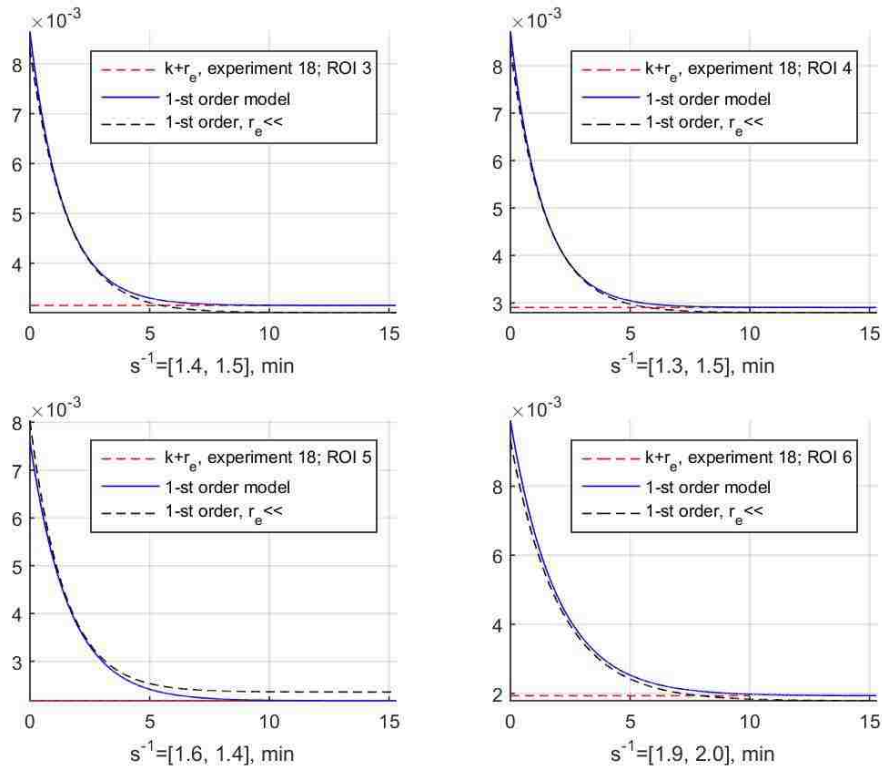 ×10⁻³
8
7
6
5
4
k+rₑ, experiment 18; ROI 3
1-st order model
1-st order, rₑ<<
0 5 10 15
s⁻¹=[1.4, 1.5], min
×10⁻³
8
7
6
5
4
3
k+rₑ, experiment 18; ROI 4
1-st order model
1-st order, rₑ<<
0 5 10 15
s⁻¹=[1.3, 1.5], min
×10⁻³
8
7
6
5
4
3
k+rₑ, experiment 18; ROI 5
1-st order model
1-st order, rₑ<<
0 5 10 15
s⁻¹=[1.6, 1.4], min
×10⁻³
8
6
4
2
k+rₑ, experiment 18; ROI 6
1-st order model
1-st order, rₑ<<
0 5 10 15
s⁻¹=[1.9, 2.0], min